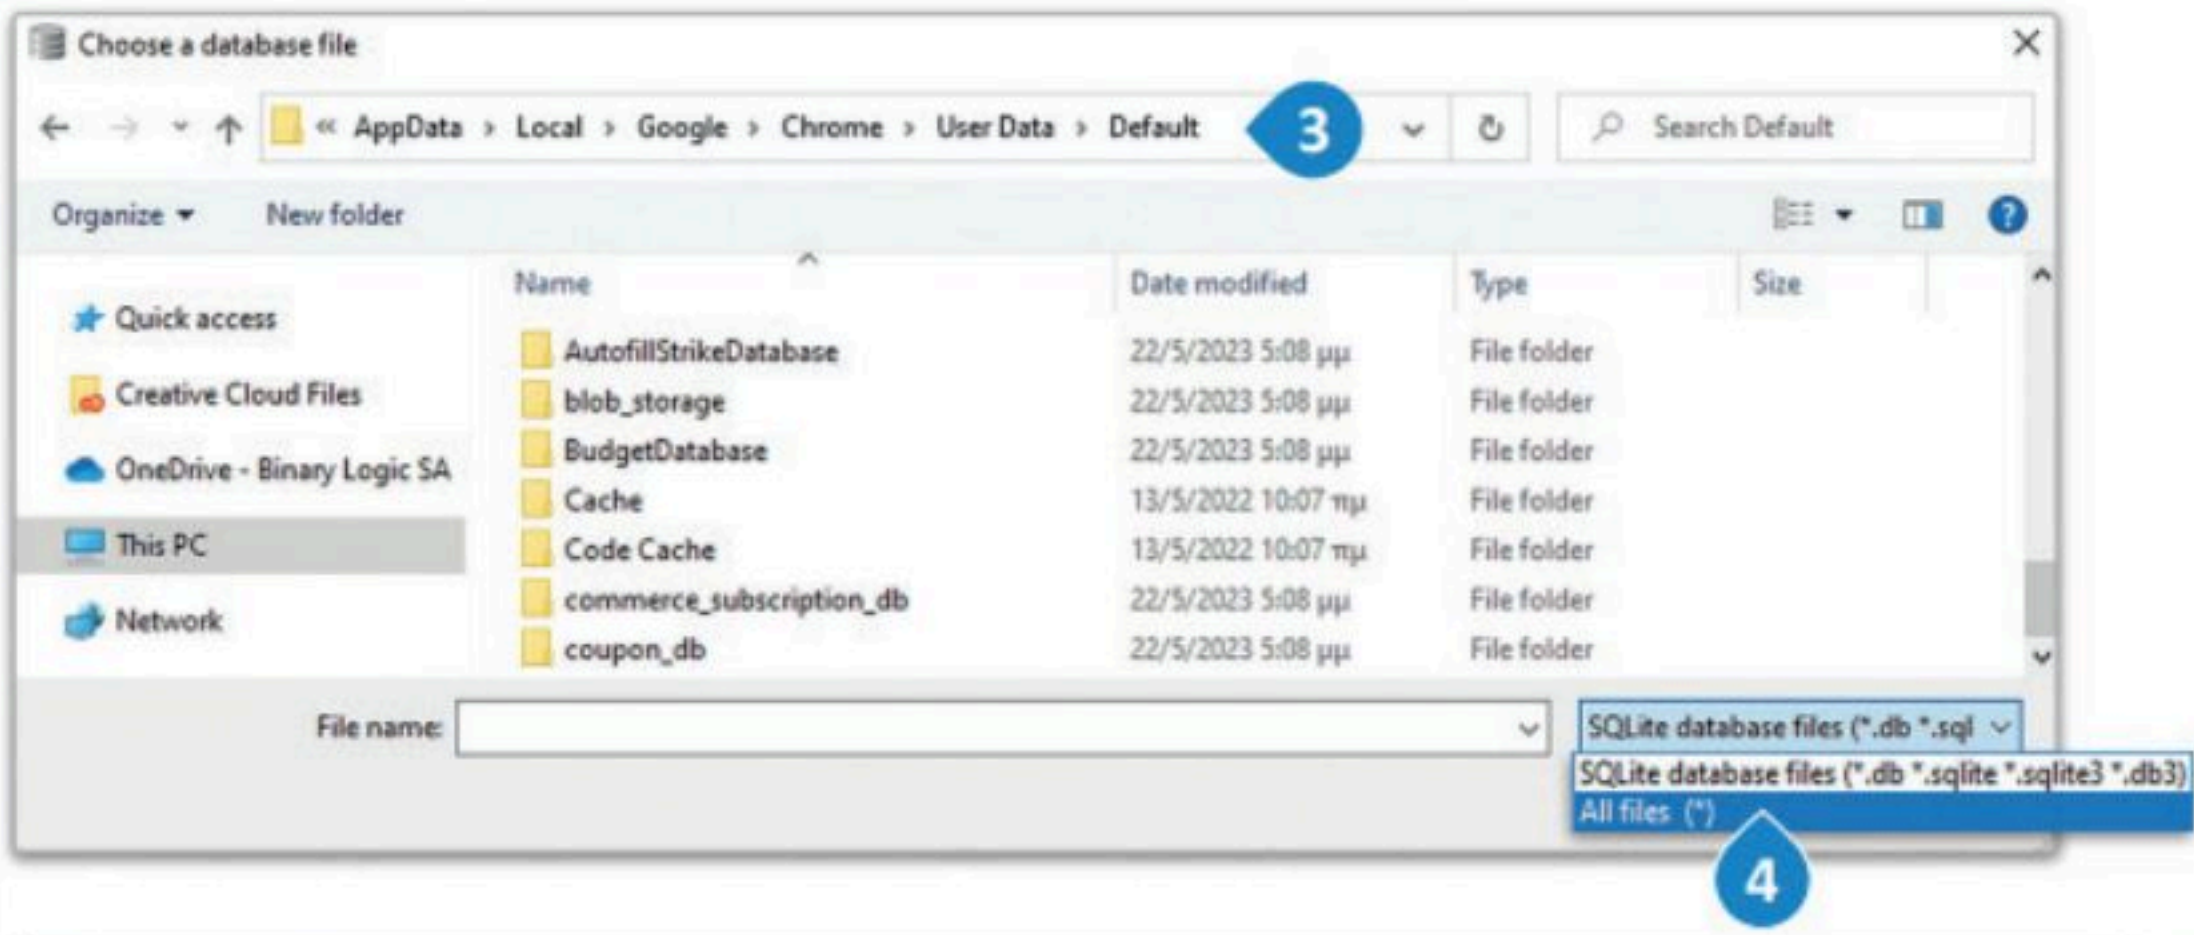 Choose a database file
« AppData > Local > Google > Chrome > User Data > Default
3
Search Default
Organize
New folder
Name
Date modified
Type
Size
Quick access
Creative Cloud Files
OneDrive - Binary Logic SA
This PC
Network
AutofillStrikeDatabase 22/5/2023 5:08 μμ File folder
blob_storage 22/5/2023 5:08 μμ File folder
BudgetDatabase 22/5/2023 5:08 μμ File folder
Cache 13/5/2022 10:07 πμ File folder
Code Cache 13/5/2022 10:07 πμ File folder
commerce_subscription_db 22/5/2023 5:08 μμ File folder
coupon_db 22/5/2023 5:08 μμ File folder
File name:
SQLite database files (*.db *.sql
SQLite database files (*.db *.sqlite *.sqlite3 *.db3)
All files (*)
4